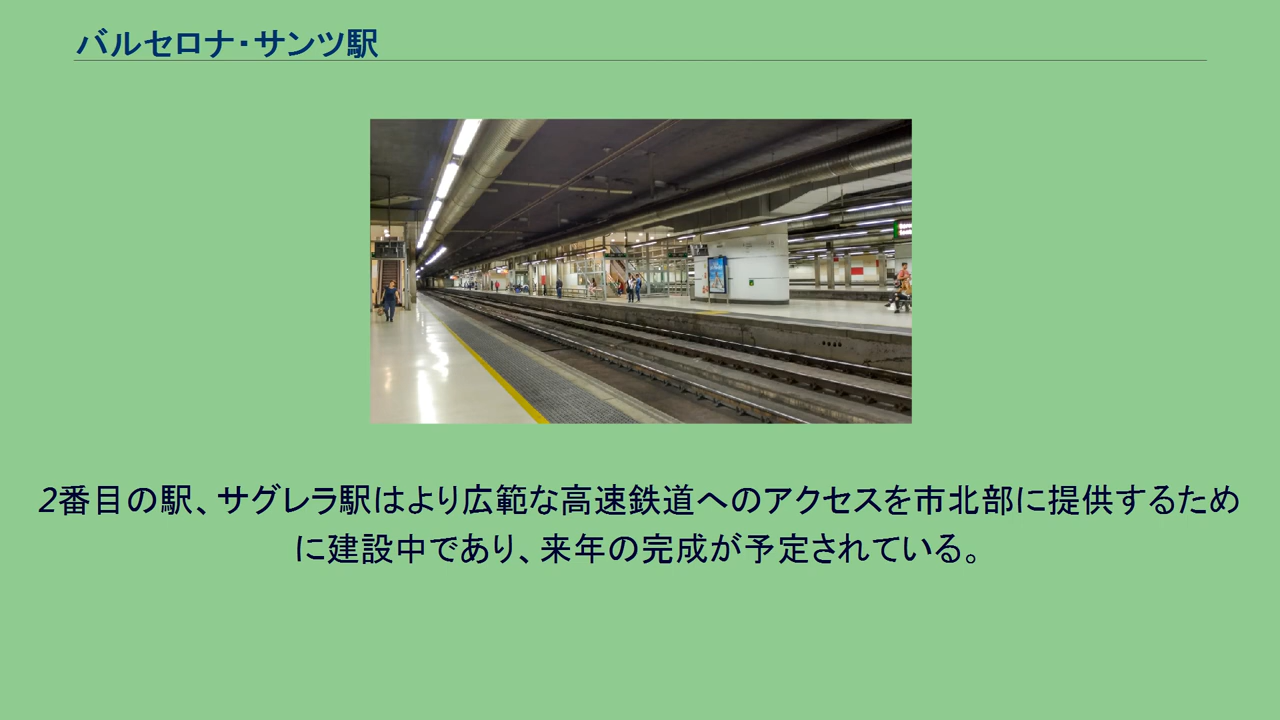 バルセロナ・サンツ駅
2番目の駅、サグレラ駅はより広範な高速鉄道へのアクセスを市北部に提供するため
に建設中であり、来年の完成が予定されている。